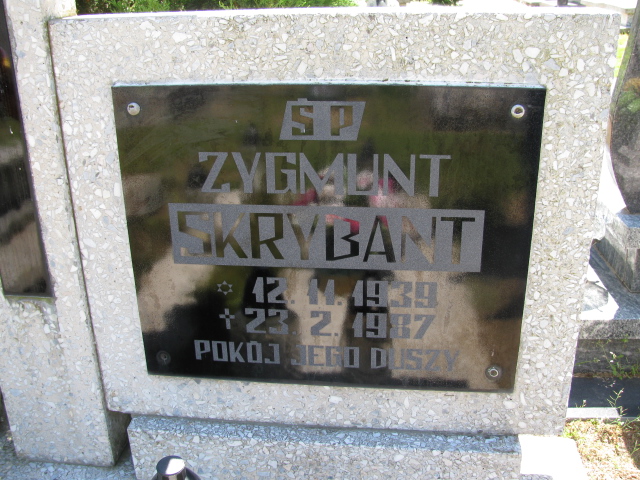 ŚP
ZYGMUNT
SKRYBANT
✡ 12. 11. 1939
✝ 23. 2. 1987
POKÓJ JEGO DUSZY